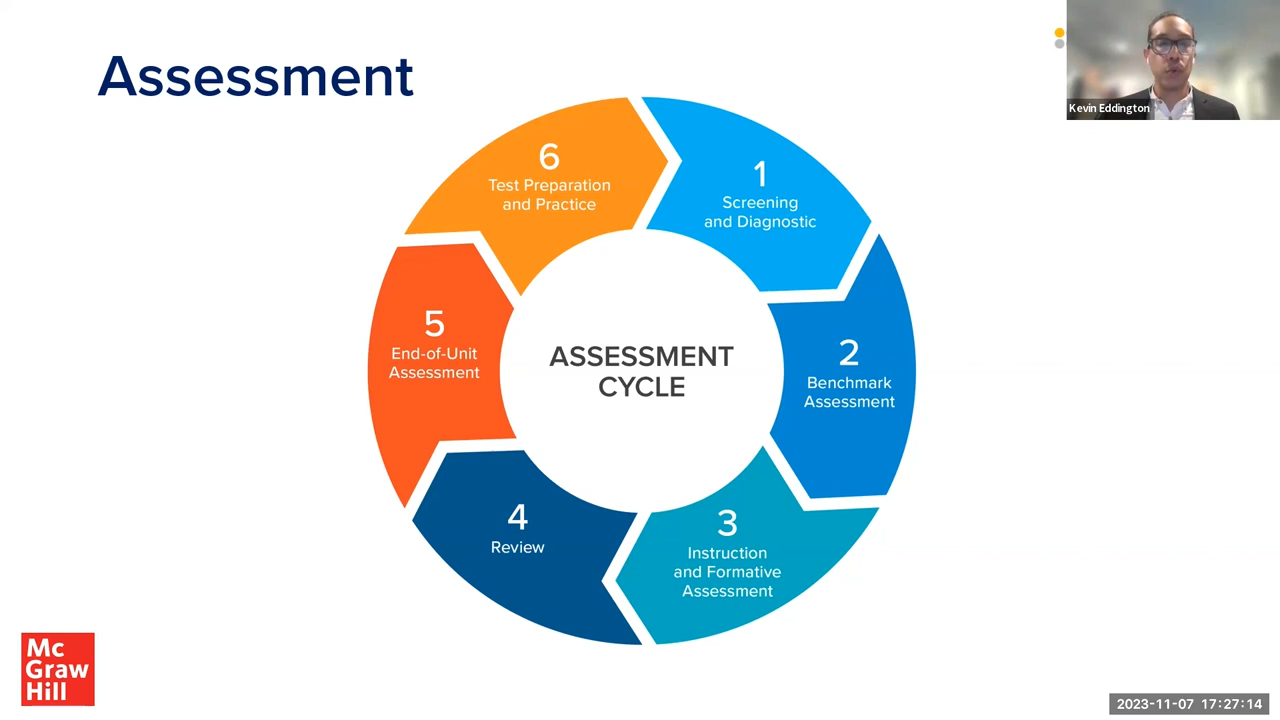 Assessment
Kevin Eddington
6
Test Preparation
and Practice
1
Screening
and Diagnostic
5
End-of-Unit
Assessment
ASSESSMENT
CYCLE
2
Benchmark
Assessment
4
Review
3
Instruction
and Formative
Assessment
Mc
Graw
Hill
2023-11-07 17:27:14